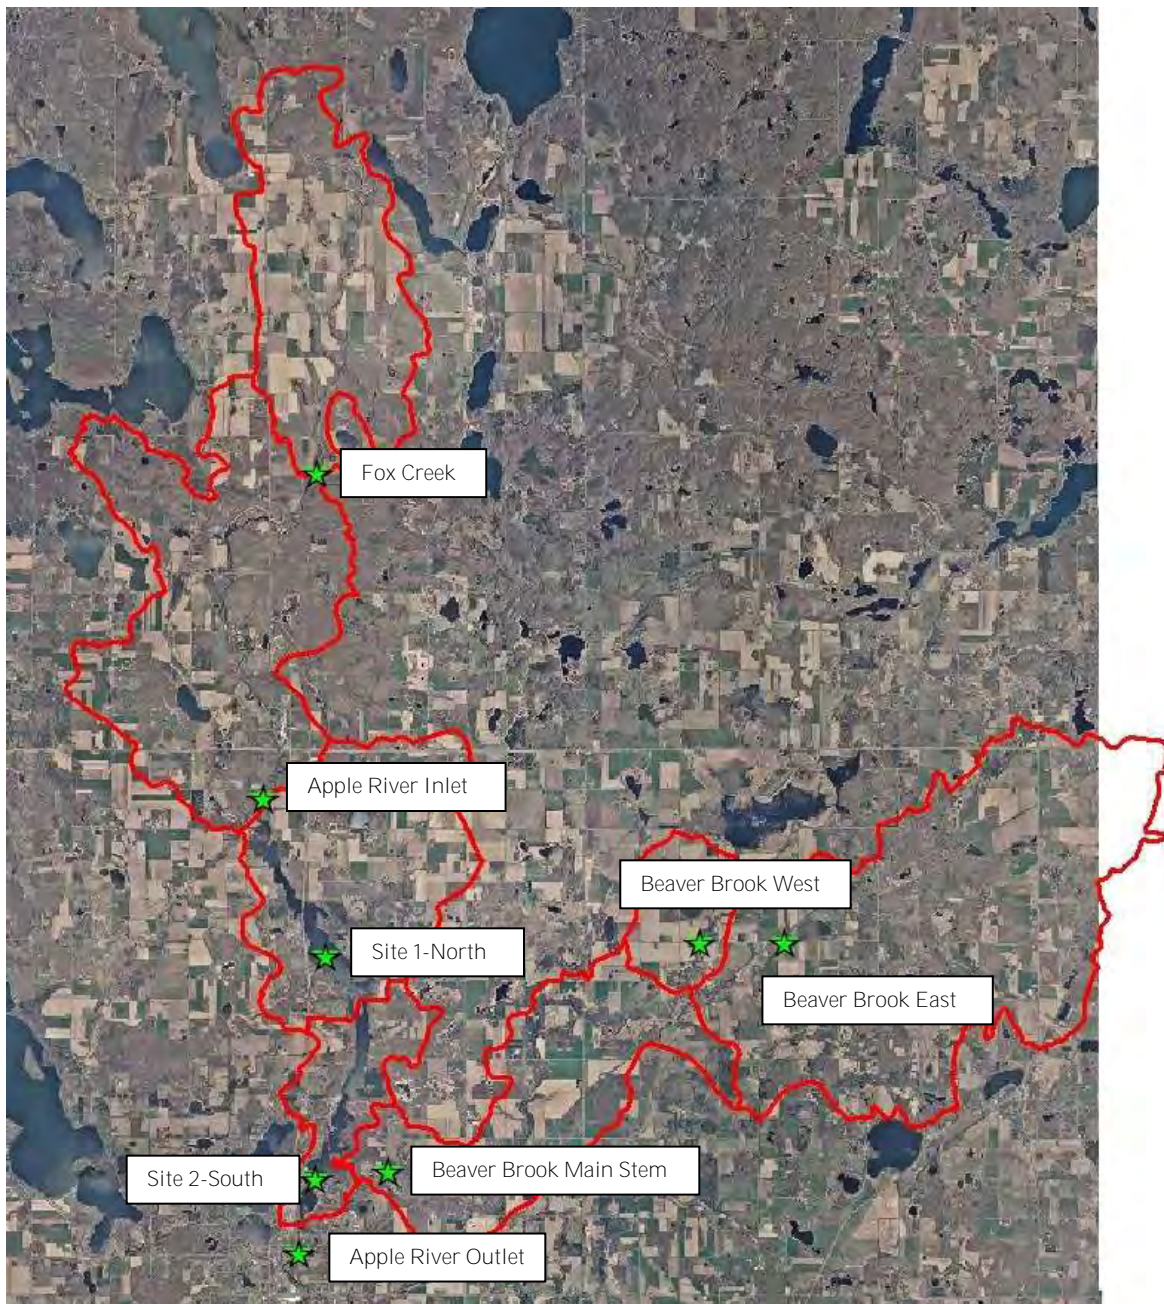 Fox Creek
Apple River Inlet
Beaver Brook West
Site 1-North
Beaver Brook East
Site 2-South
Beaver Brook Main Stem
Apple River Outlet